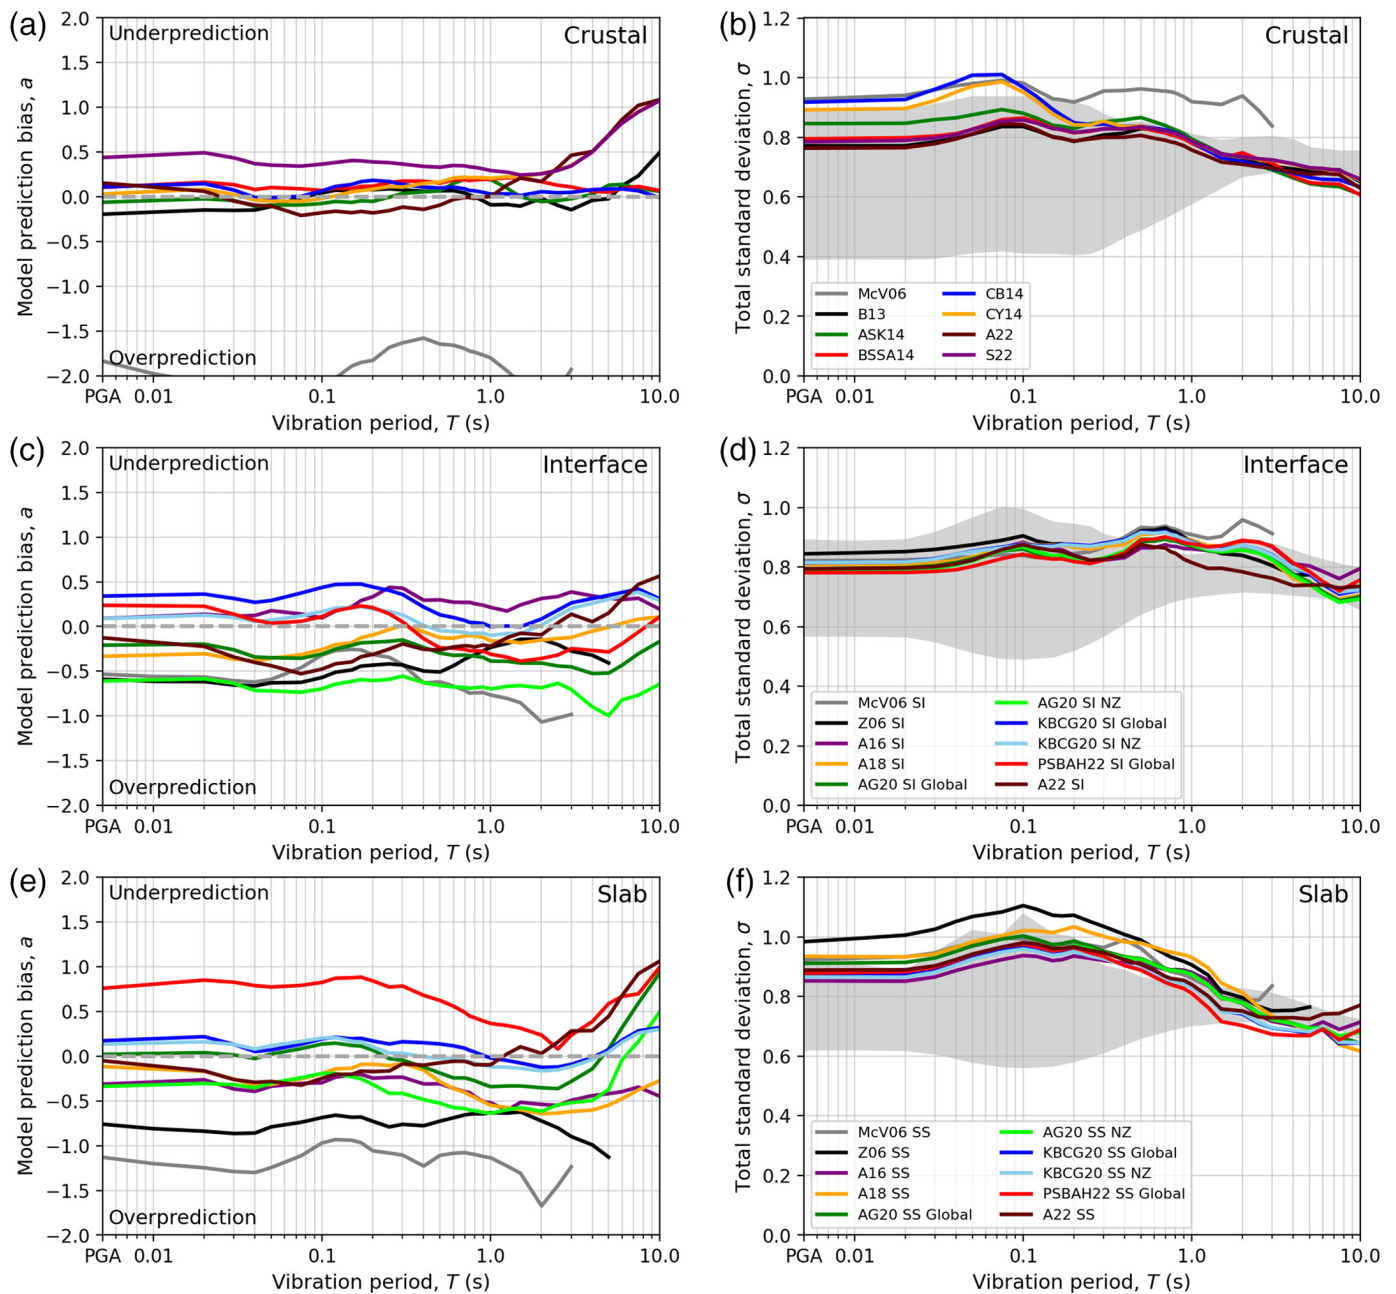 (a)
2.0
1.5
1.0
0.5
0.0
−0.5
−1.0
−1.5
−2.0
Model prediction bias, a
Underprediction
Crustal
Overprediction
PGA 0.01 0.1 1.0 10.0
Vibration period, T (s)
(b)
1.2
1.0
0.8
0.6
0.4
0.2
0.0
Total standard deviation, σ
Crustal
McV06
B13
ASK14
BSSA14
CB14
CY14
A22
S22
PGA 0.01 0.1 1.0 10.0
Vibration period, T (s)
(c)
2.0
1.5
1.0
0.5
0.0
−0.5
−1.0
−1.5
−2.0
Model prediction bias, a
Underprediction
Interface
Overprediction
PGA 0.01 0.1 1.0 10.0
Vibration period, T (s)
(d)
1.2
1.0
0.8
0.6
0.4
0.2
0.0
Total standard deviation, σ
Interface
McV06 SI
Z06 SI
A16 SI
A18 SI
AG20 SI Global
AG20 SI NZ
KBCG20 SI Global
KBCG20 SI NZ
PSBAH22 SI Global
A22 SI
PGA 0.01 0.1 1.0 10.0
Vibration period, T (s)
(e)
2.0
1.5
1.0
0.5
0.0
−0.5
−1.0
−1.5
−2.0
Model prediction bias, a
Underprediction
Slab
Overprediction
PGA 0.01 0.1 1.0 10.0
Vibration period, T (s)
(f)
1.2
1.0
0.8
0.6
0.4
0.2
0.0
Total standard deviation, σ
Slab
McV06 SS
Z06 SS
A16 SS
A18 SS
AG20 SS Global
AG20 SS NZ
KBCG20 SS Global
KBCG20 SS NZ
PSBAH22 SS Global
A22 SS
PGA 0.01 0.1 1.0 10.0
Vibration period, T (s)